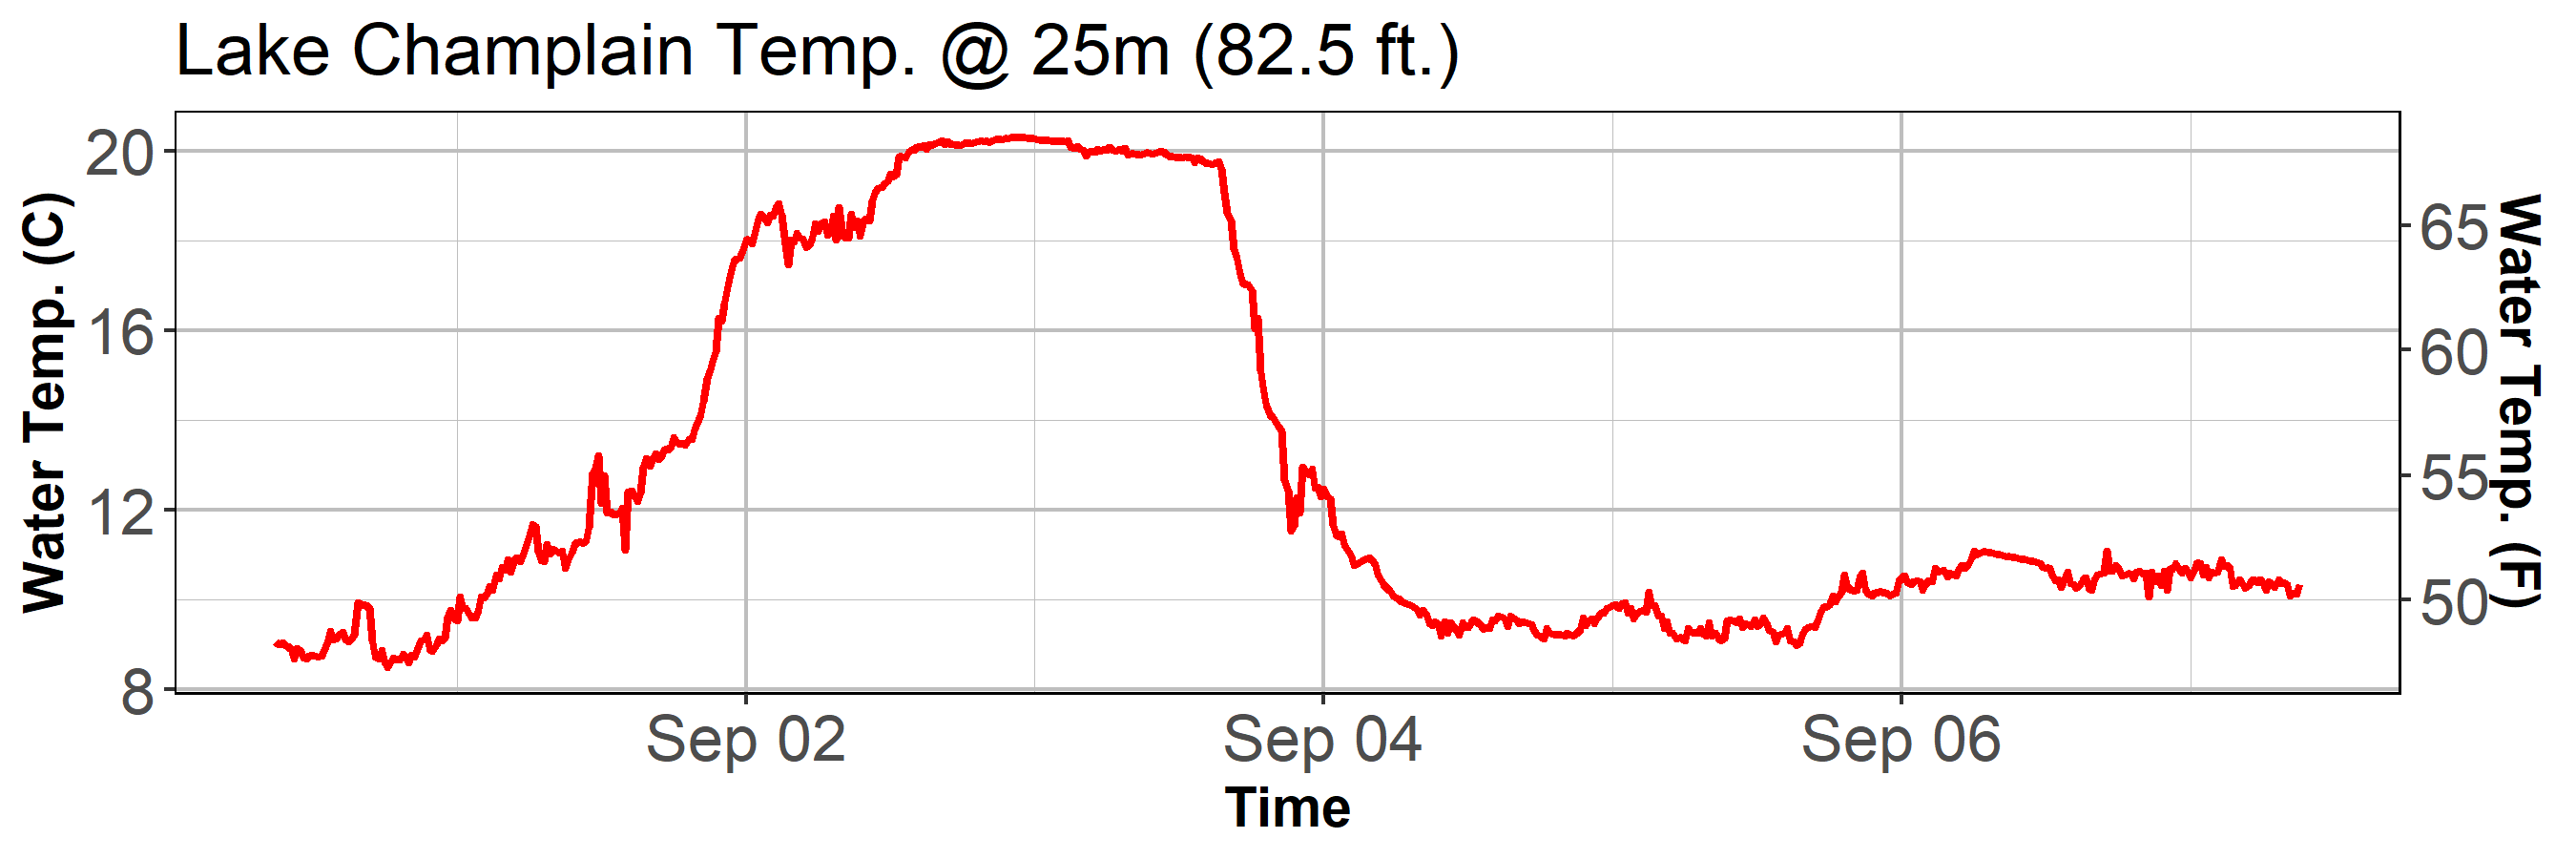 Lake Champlain Temp. @ 25m (82.5 ft.)
Water Temp. (C)
20
16
12
8
65
60
55
50
Water Temp. (F)
Sep 02
Sep 04
Sep 06
Time